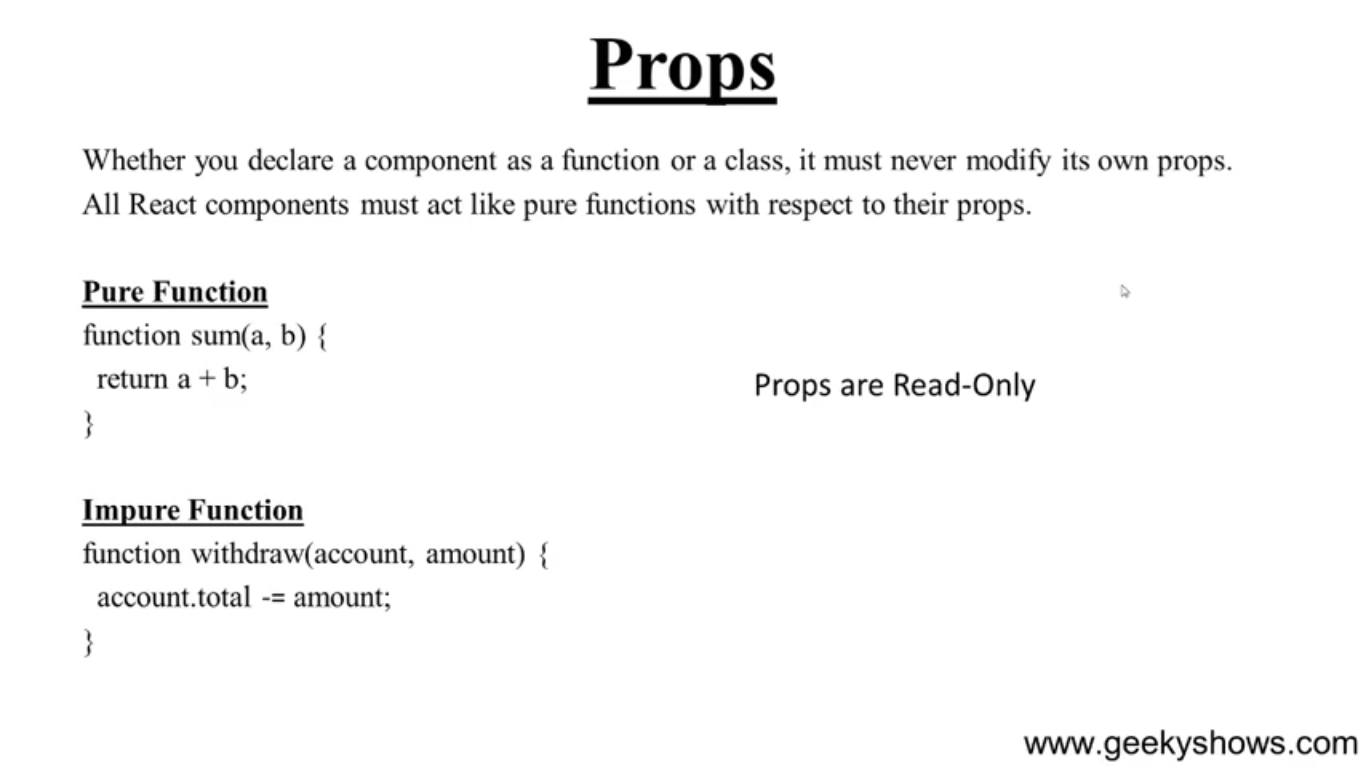 Props
Whether you declare a component as a function or a class, it must never modify its own props.
All React components must act like pure functions with respect to their props.
Pure Function
function sum(a, b) {
return a + b;
}
Props are Read-Only
Impure Function
function withdraw(account, amount) {
account.total -= amount;
}
www.geekyshows.com